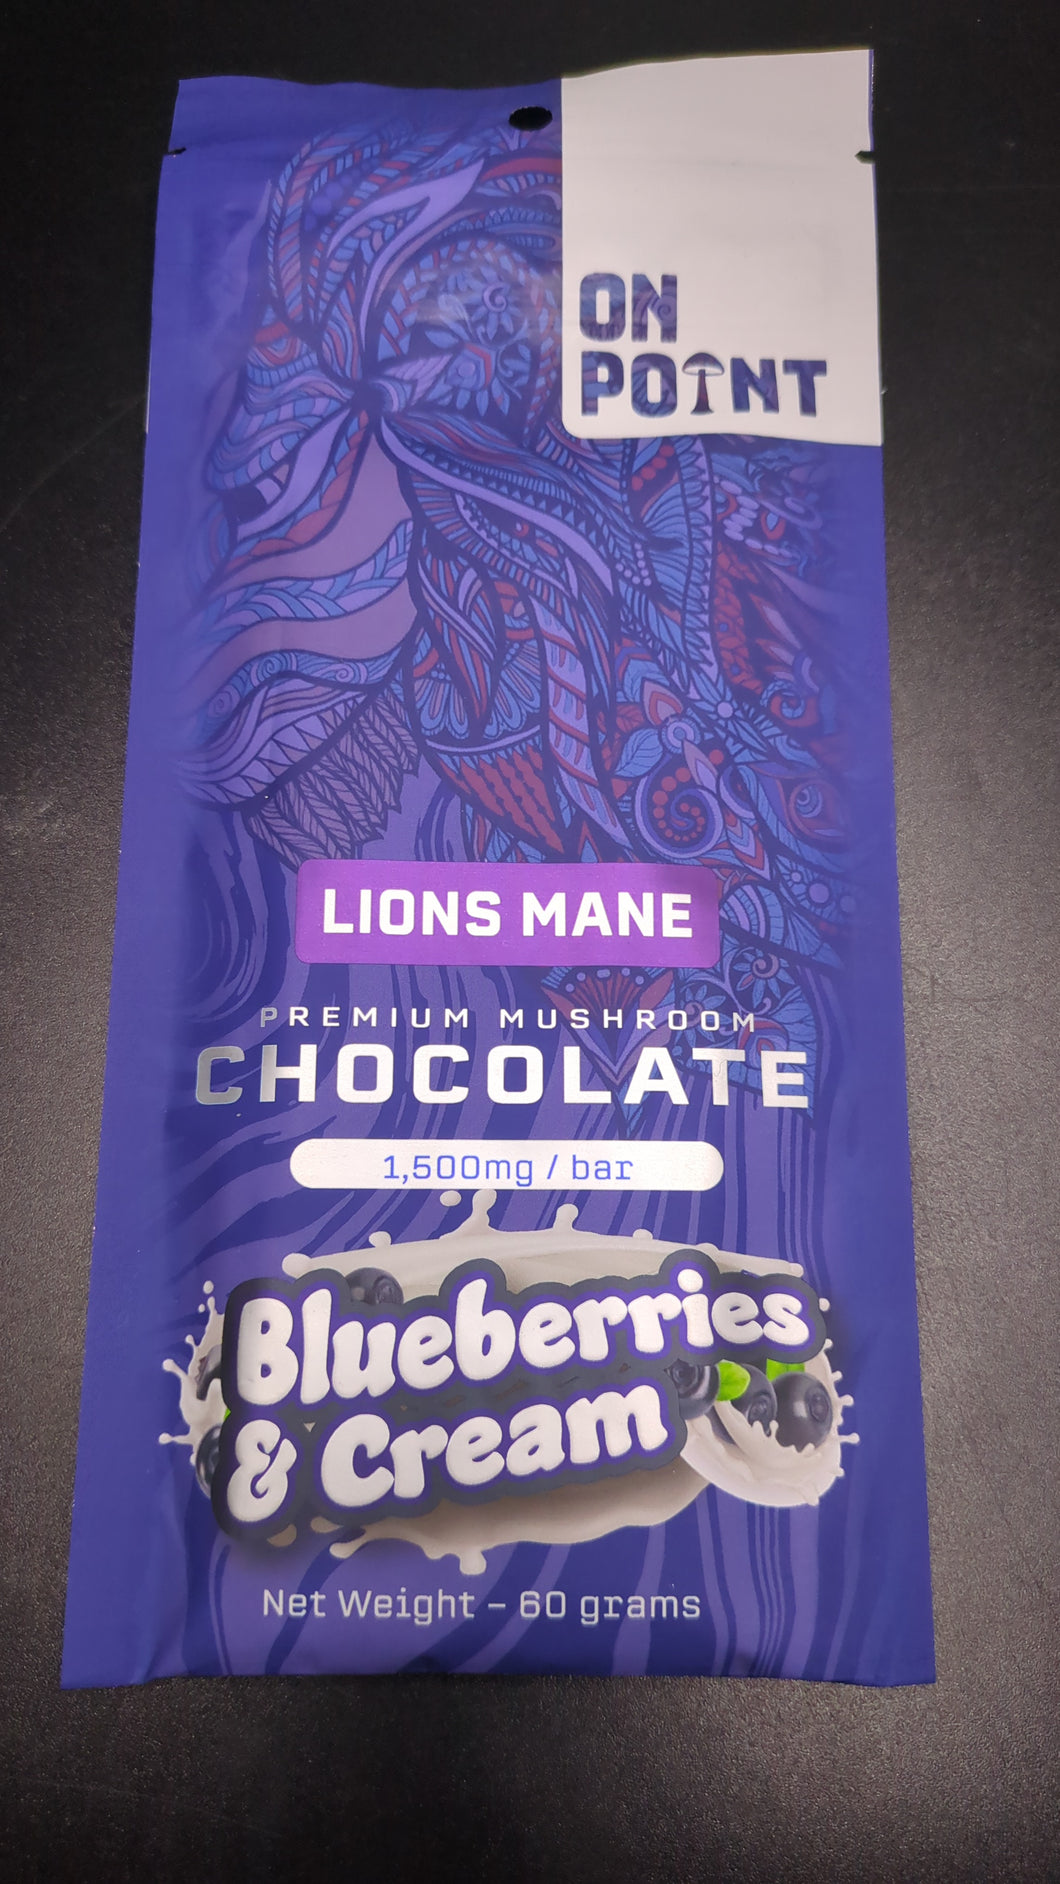 ON
POINT
LIONS MANE
PREMIUM MUSHROOM
CHOCOLATE
1,500mg / bar
Blueberries
& Cream
Net Weight – 60 grams